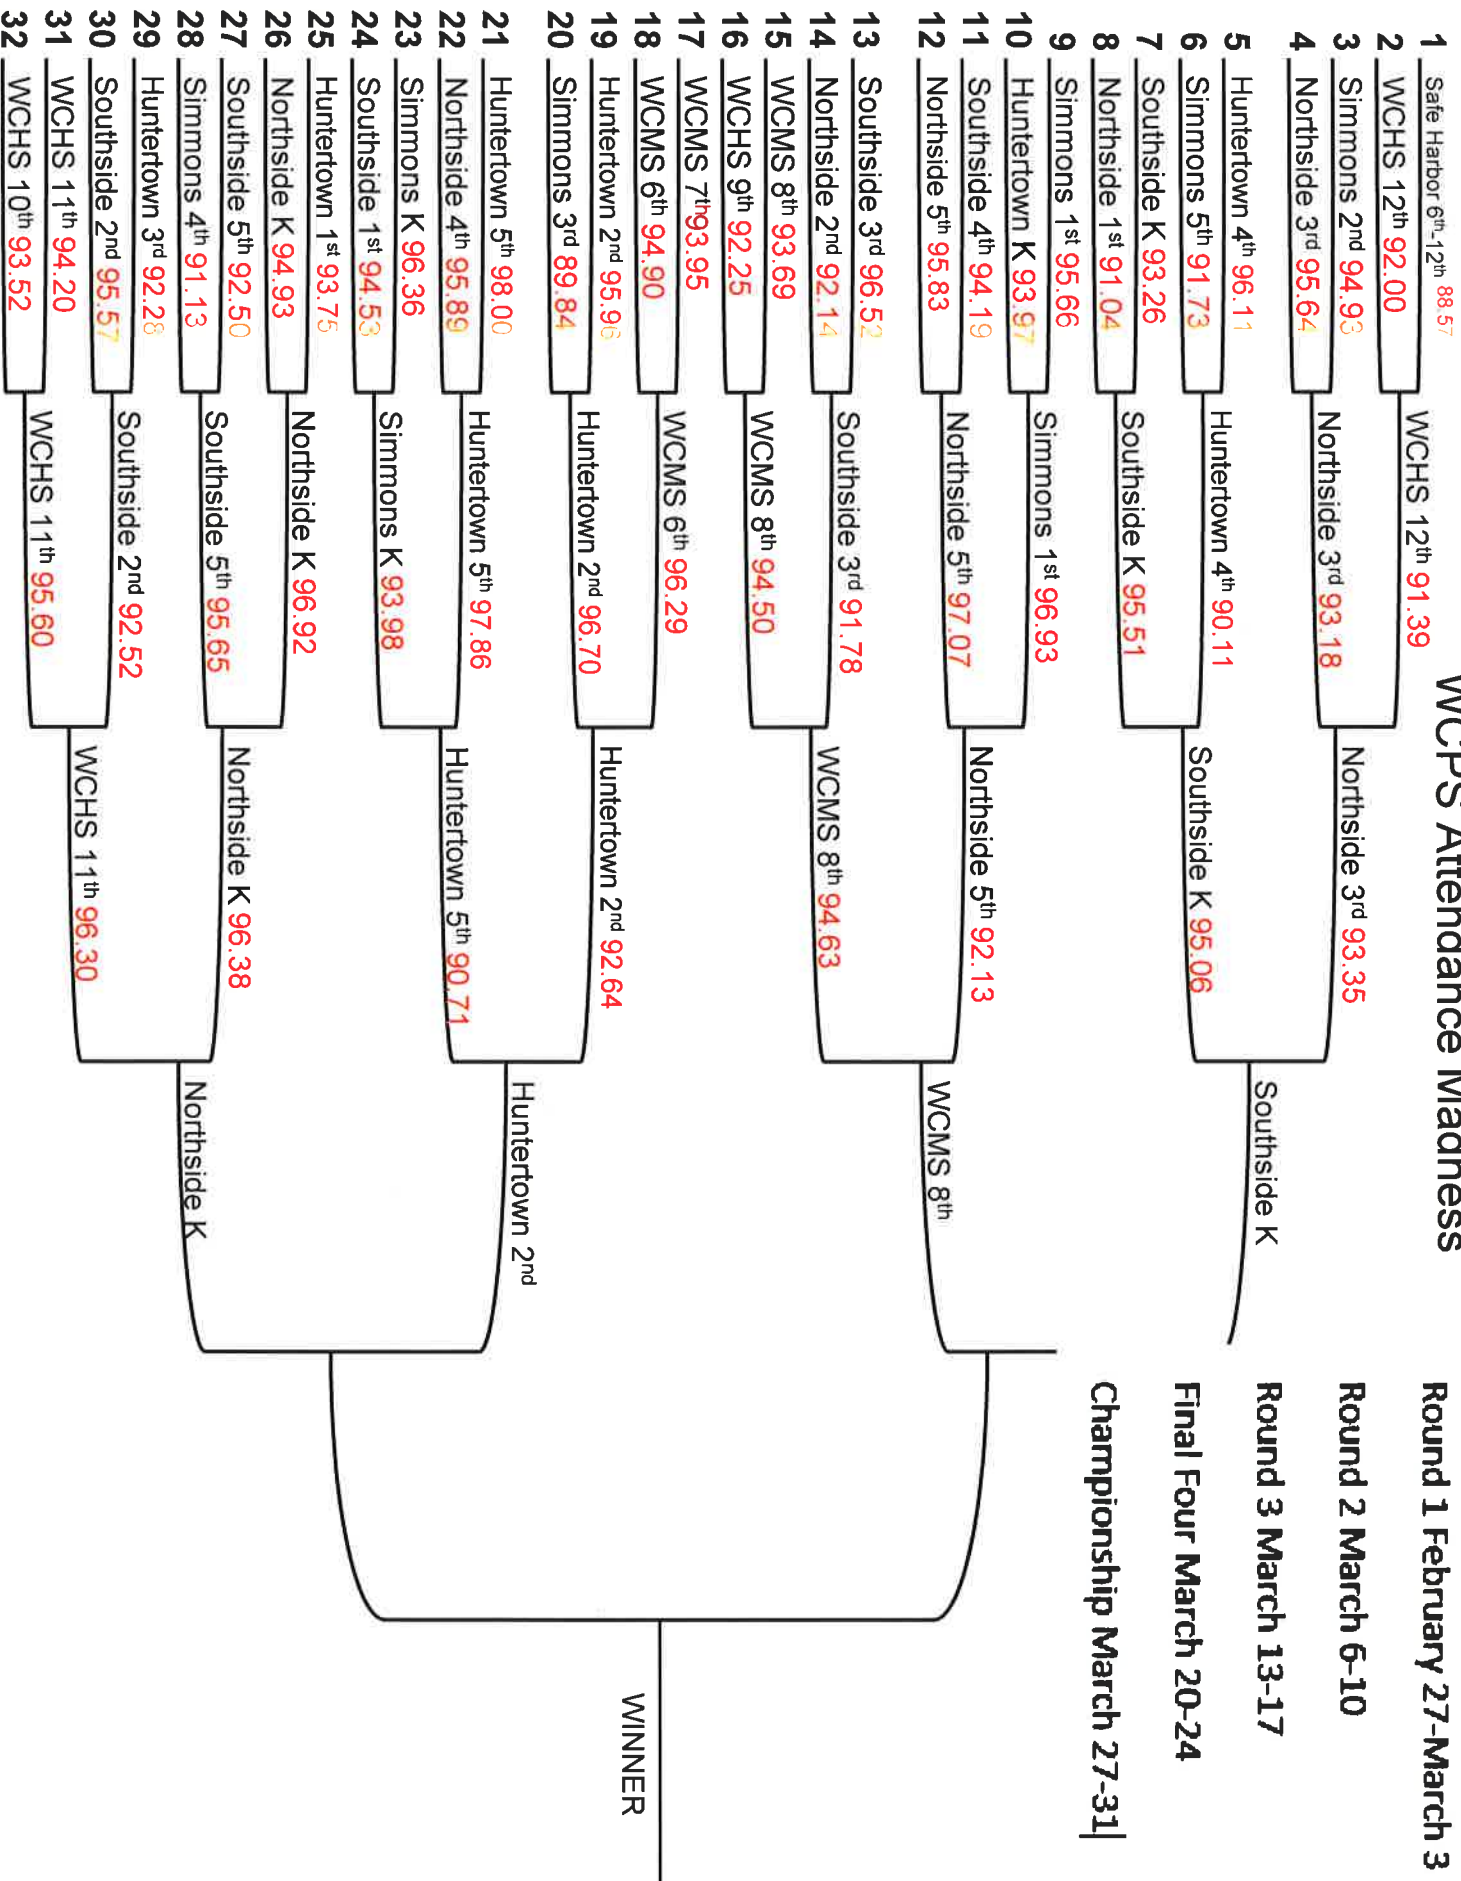 WCPS Attendance Madness
Round 1 February 27-March 3
Round 2 March 6-10
Round 3 March 13-17
Final Four March 20-24
Championship March 27-31
1 Safe Harbor 6th-12th 88.57
2 WCHS 12th 92.00
3 Simmons 2nd 94.93
4 Northside 3rd 95.64
5 Huntertown 4th 96.11
6 Simmons 5th 91.73
7 Southside K 93.26
8 Northside 1st 91.04
9 Simmons 1st 95.66
10 Huntertown K 93.97
11 Southside 4th 94.19
12 Northside 5th 95.83
13 Southside 3rd 96.52
14 Northside 2nd 92.14
15 WCMS 8th 93.69
16 WCHS 9th 92.25
17 WCMS 7th93.95
18 WCMS 6th 94.90
19 Huntertown 2nd 95.96
20 Simmons 3rd 89.84
21 Huntertown 5th 98.00
22 Northside 4th 95.89
23 Simmons K 96.36
24 Southside 1st 94.53
25 Huntertown 1st 93.75
26 Northside K 94.93
27 Southside 5th 92.50
28 Simmons 4th 91.13
29 Huntertown 3rd 92.28
30 Southside 2nd 95.57
31 WCHS 11th 94.20
32 WCHS 10th 93.52
WCHS 12th 91.39
Northside 3rd 93.18
Huntertown 4th 90.11
Southside K 95.51
Simmons 1st 96.93
Northside 5th 97.07
Southside 3rd 91.78
WCMS 8th 94.50
WCMS 6th 96.29
Huntertown 2nd 96.70
Huntertown 5th 97.86
Simmons K 93.98
Northside K 96.92
Southside 5th 95.65
Southside 2nd 92.52
WCHS 11th 95.60
Northside 3rd 93.35
Southside K 95.06
Northside 5th 92.13
WCMS 8th 94.63
Huntertown 2nd 92.64
Huntertown 5th 90.71
Northside K 96.38
WCHS 11th 96.30
Southside K
WCMS 8th
Huntertown 2nd
Northside K
WINNER